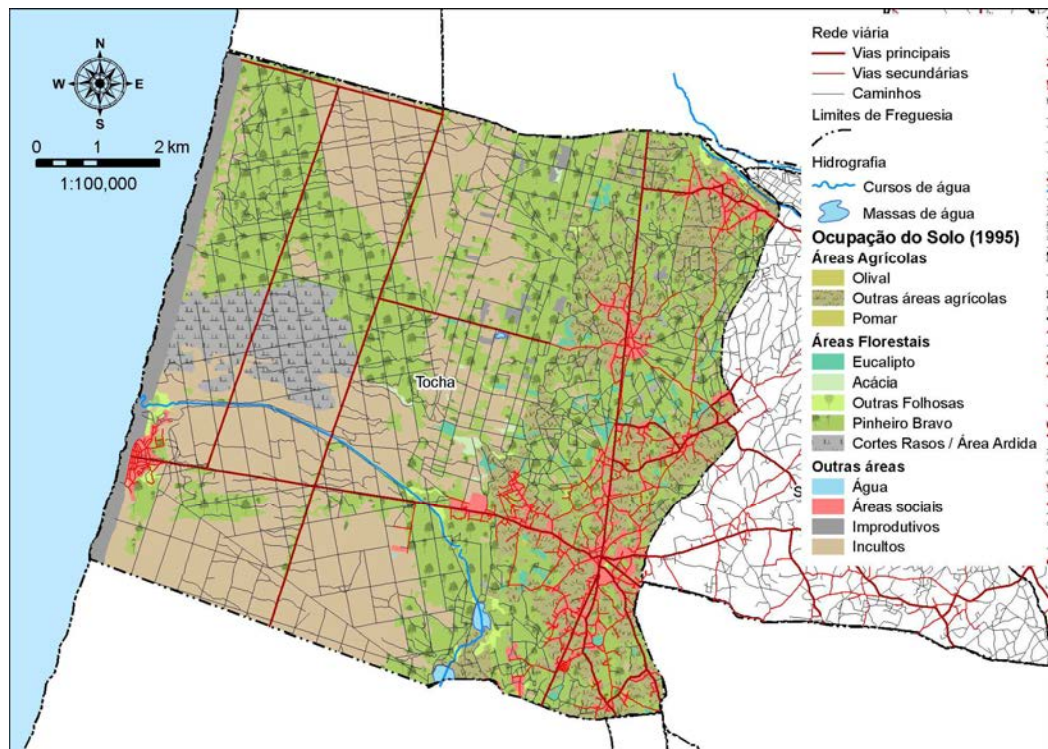 N
W
E
S
0
1
2 km
1:100,000
Tocha
S
Rede viária
Vias principais
Vias secundárias
Caminhos
Limites de Freguesia
Hidrografia
Cursos de água
Massas de água
Ocupação do Solo (1995)
Áreas Agrícolas
Olival
Outras áreas agrícolas
Pomar
Áreas Florestais
Eucalipto
Acácia
Outras Folhosas
Pinheiro Bravo
Cortes Rasos / Área Ardida
Outras áreas
Água
Áreas sociais
Improdutivos
Incultos